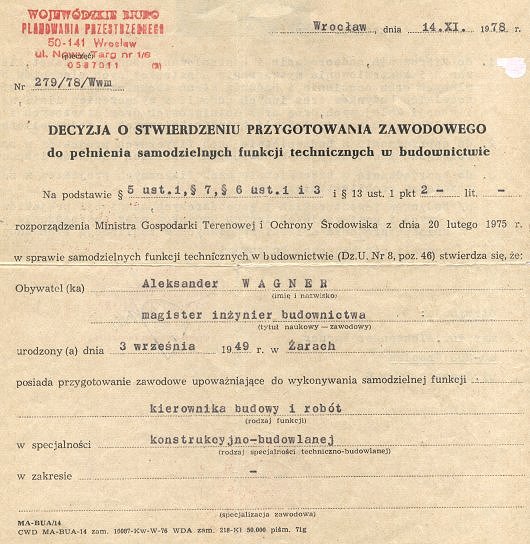 WOJEWÓDZKIE BIURO
PLANOWANIA PRZESTRZENNEGO
50-141 Wrocław
ul. Nowy Targ nr 1/8
(pieczęć)
0587011
Wrocław, dnia 14.XI. 1978 r.
Nr 279/78/Wwm
DECYZJA O STWIERDZENIU PRZYGOTOWANIA ZAWODOWEGO
do pełnienia samodzielnych funkcji technicznych w budownictwie
Na podstawie § 5 ust.1,§ 7,§ 6 ust.1 i 3 i § 13 ust. 1 pkt 2 – lit. –
rozporządzenia Ministra Gospodarki Terenowej i Ochrony Środowiska z dnia 20 lutego 1975 r.
w sprawie samodzielnych funkcji technicznych w budownictwie (Dz.U. Nr 8, poz. 46) stwierdza się, że:
Obywatel (ka) Aleksander W A G N E R
(imię i nazwisko)
magister inżynier budownictwa
(tytuł naukowy — zawodowy)
urodzony (a) dnia 3 września 1949 r. w Żarach
posiada przygotowanie zawodowe upoważniające do wykonywania samodzielnej funkcji
kierownika budowy i robót
(rodzaj funkcji)
w specjalności konstrukcyjno-budowlanej
(rodzaj specjalności techniczno-budowlanej)
w zakresie –
(specjalizacja zawodowa)
MA-BUA/14
CWD MA-BUA-14 zam. 10087-Kw-W-76 WDA zam. 218-Kl 50.000 piśm. 71g